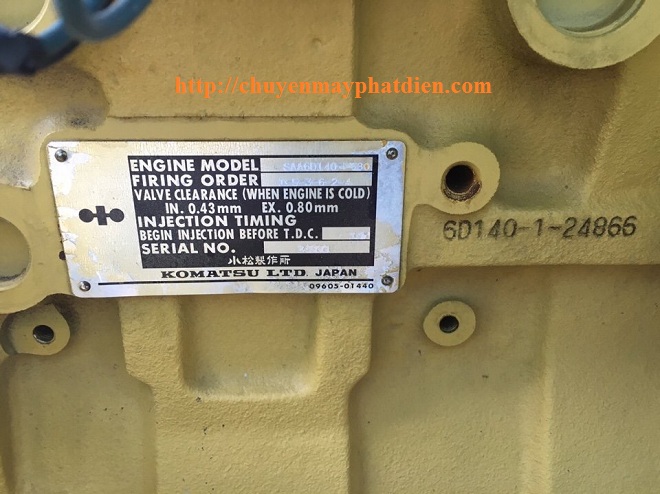 http://chuyenmayphatdien.com
ENGINE MODEL
FIRING ORDER
VALVE CLEARANCE (WHEN ENGINE IS COLD)
IN. 0.43mm EX. 0.80mm
INJECTION TIMING
BEGIN INJECTION BEFORE T.D.C.
SERIAL NO.
小松製作所
KOMATSU LTD. JAPAN
09605-01440
6D140-1-24866